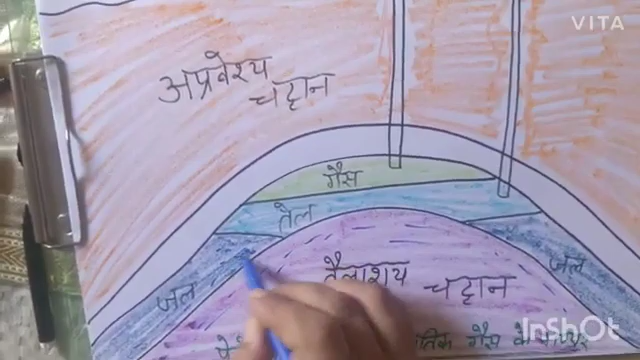 VITA
अप्रवेश्य
चट्टान
गैस
तेल
जल
तैलाशय चट्टान
जल
गैस के
InShOt